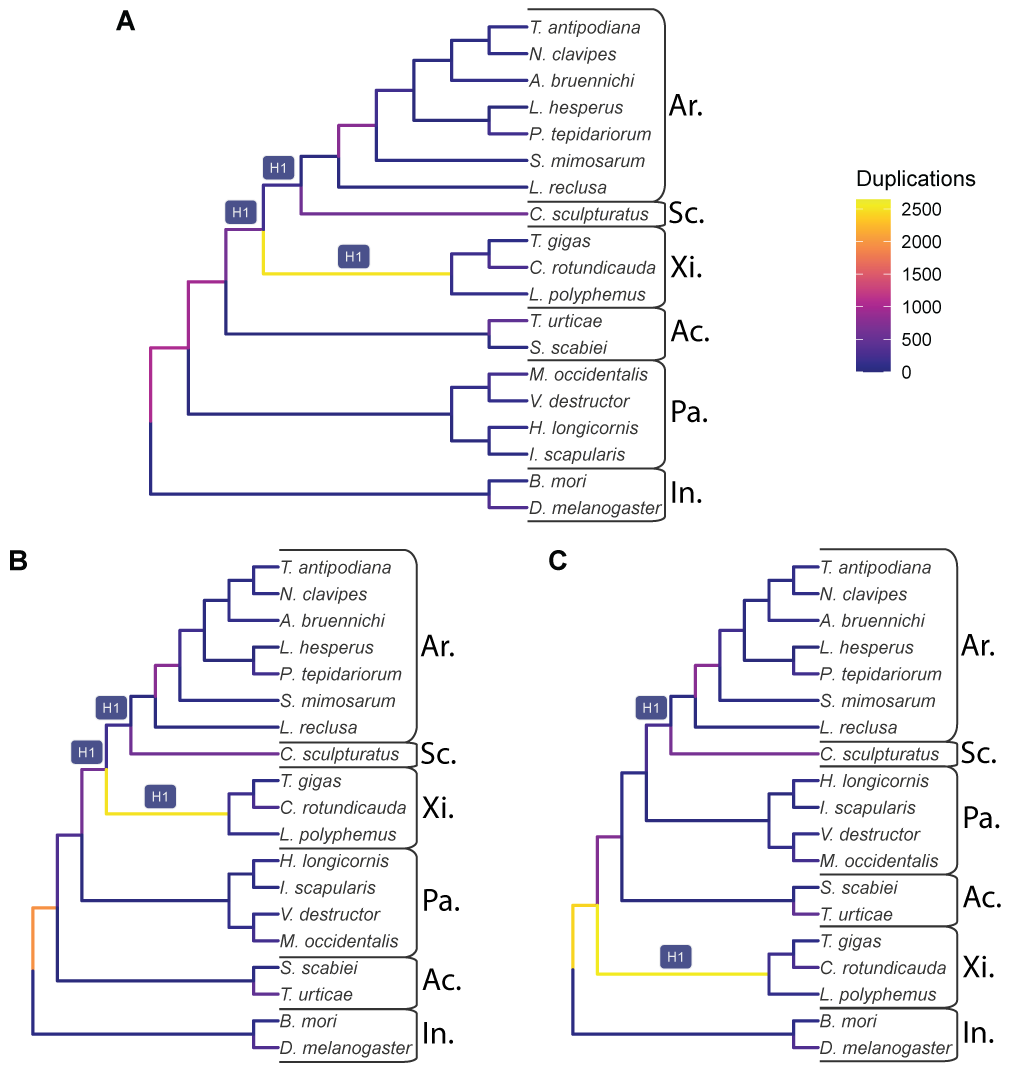 A
T. antipodiana
N. clavipes
A. bruennichi
L. hesperus
P. tepidariorum
S. mimosarum
L. reclusa
Ar.
H1
C. sculpturatus
Sc.
H1
T. gigas
C. rotundicauda
L. polyphemus
Xi.
H1
T. urticae
S. scabiei
Ac.
M. occidentalis
V. destructor
H. longicornis
I. scapularis
Pa.
B. mori
D. melanogaster
In.
Duplications
2500
2000
1500
1000
500
0
B
T. antipodiana
N. clavipes
A. bruennichi
L. hesperus
P. tepidariorum
S. mimosarum
L. reclusa
Ar.
H1
C. sculpturatus
Sc.
H1
T. gigas
C. rotundicauda
L. polyphemus
Xi.
H1
H. longicornis
I. scapularis
V. destructor
M. occidentalis
Pa.
S. scabiei
T. urticae
Ac.
B. mori
D. melanogaster
In.
C
T. antipodiana
N. clavipes
A. bruennichi
L. hesperus
P. tepidariorum
S. mimosarum
L. reclusa
Ar.
H1
C. sculpturatus
Sc.
H. longicornis
I. scapularis
V. destructor
M. occidentalis
Pa.
S. scabiei
T. urticae
Ac.
T. gigas
C. rotundicauda
L. polyphemus
Xi.
H1
B. mori
D. melanogaster
In.